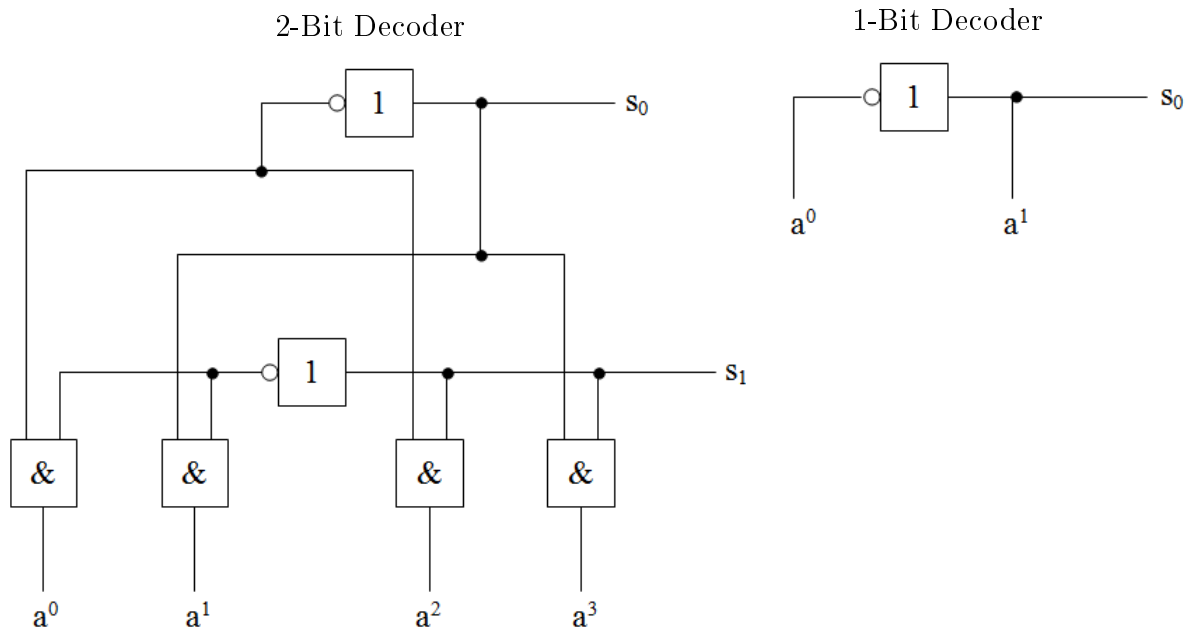 2-Bit Decoder
1
s₀
1
s₁
& & & &
a⁰ a¹ a² a³
1-Bit Decoder
1
s₀
a⁰ a¹